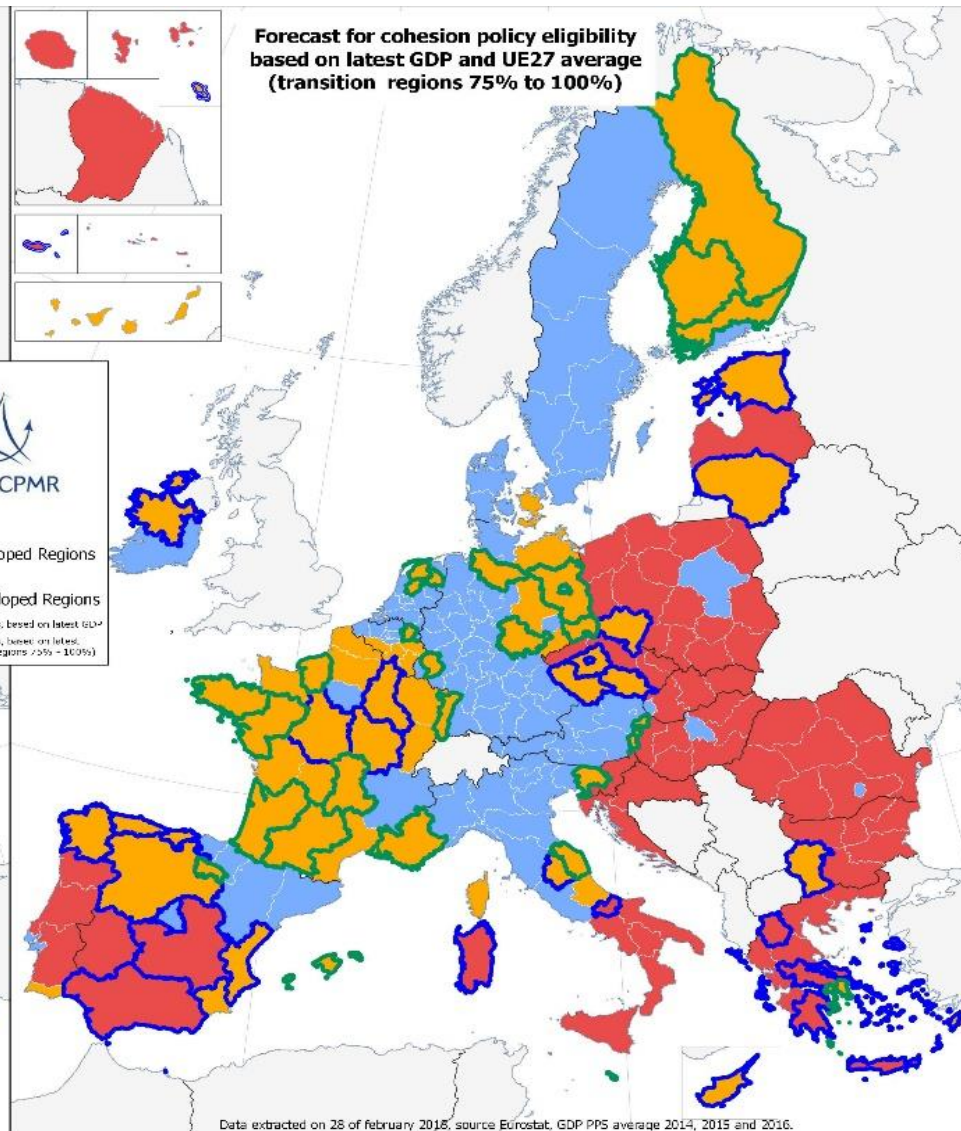 Forecast for cohesion policy eligibility
based on latest GDP and UE27 average
(transition regions 75% to 100%)
CPMR
oped Regions
loped Regions
, based on latest GDP
, based on latest
egions 75% - 100%)
Data extracted on 28 of february 2018, source Eurostat, GDP PPS average 2014, 2015 and 2016.